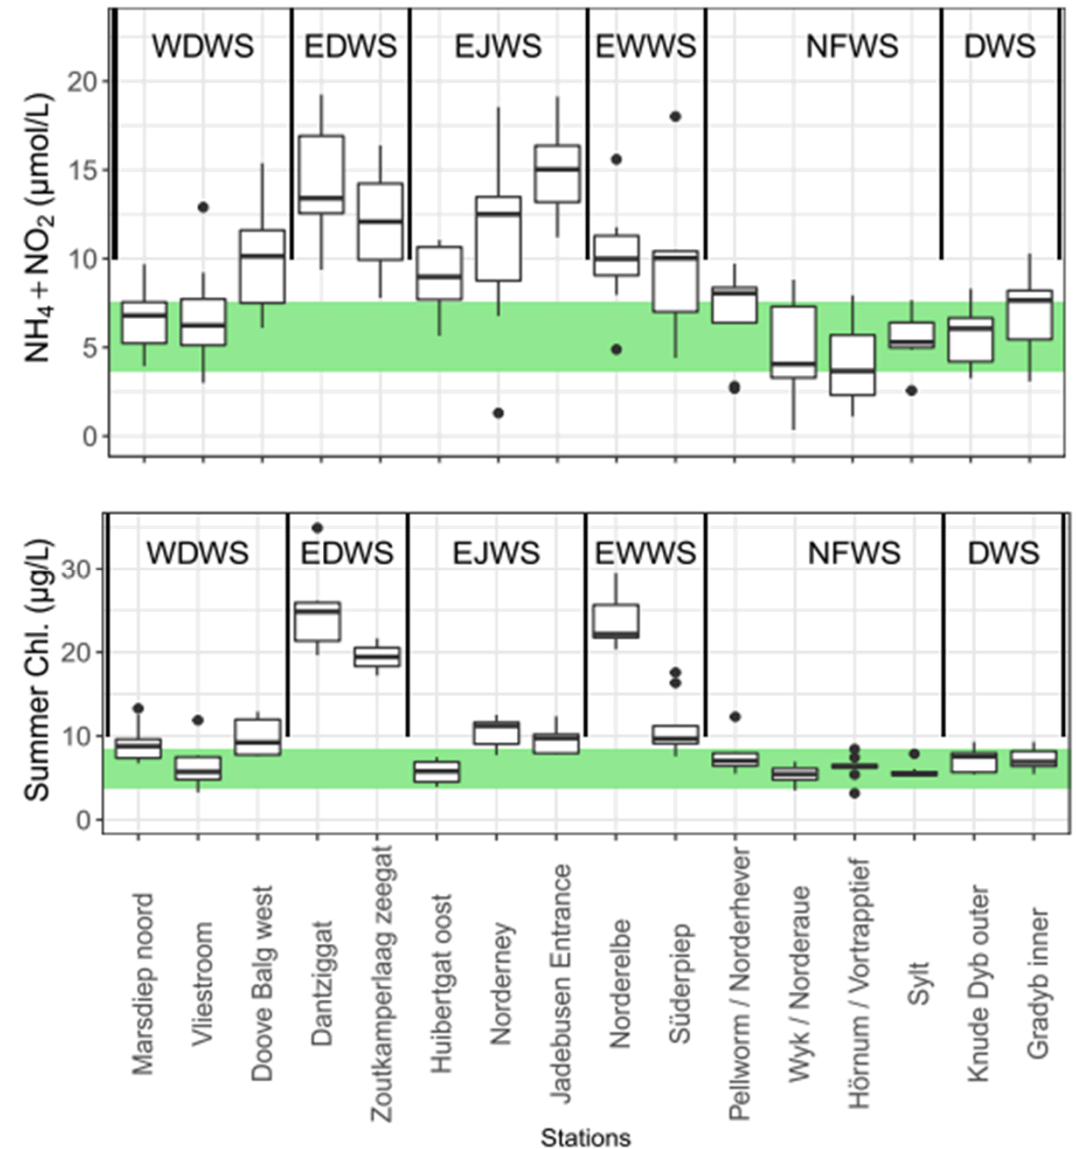 WDWS EDWS EJWS EWWS NFWS DWS
NH4 + NO2 (μmol/L)
20
15
10
5
0
WDWS EDWS EJWS EWWS NFWS DWS
Summer Chl. (μg/L)
30
20
10
0
Marsdiep noord
Vliestroom
Doove Balg west
Dantziggat
Zoutkamperlaag zeegat
Huibertgat oost
Norderney
Jadebusen Entrance
Norderelbe
Süderpiep
Pellworm / Norderhever
Wyk / Norderaue
Hörnum / Vortrapptief
Sylt
Knude Dyb outer
Gradyb inner
Stations